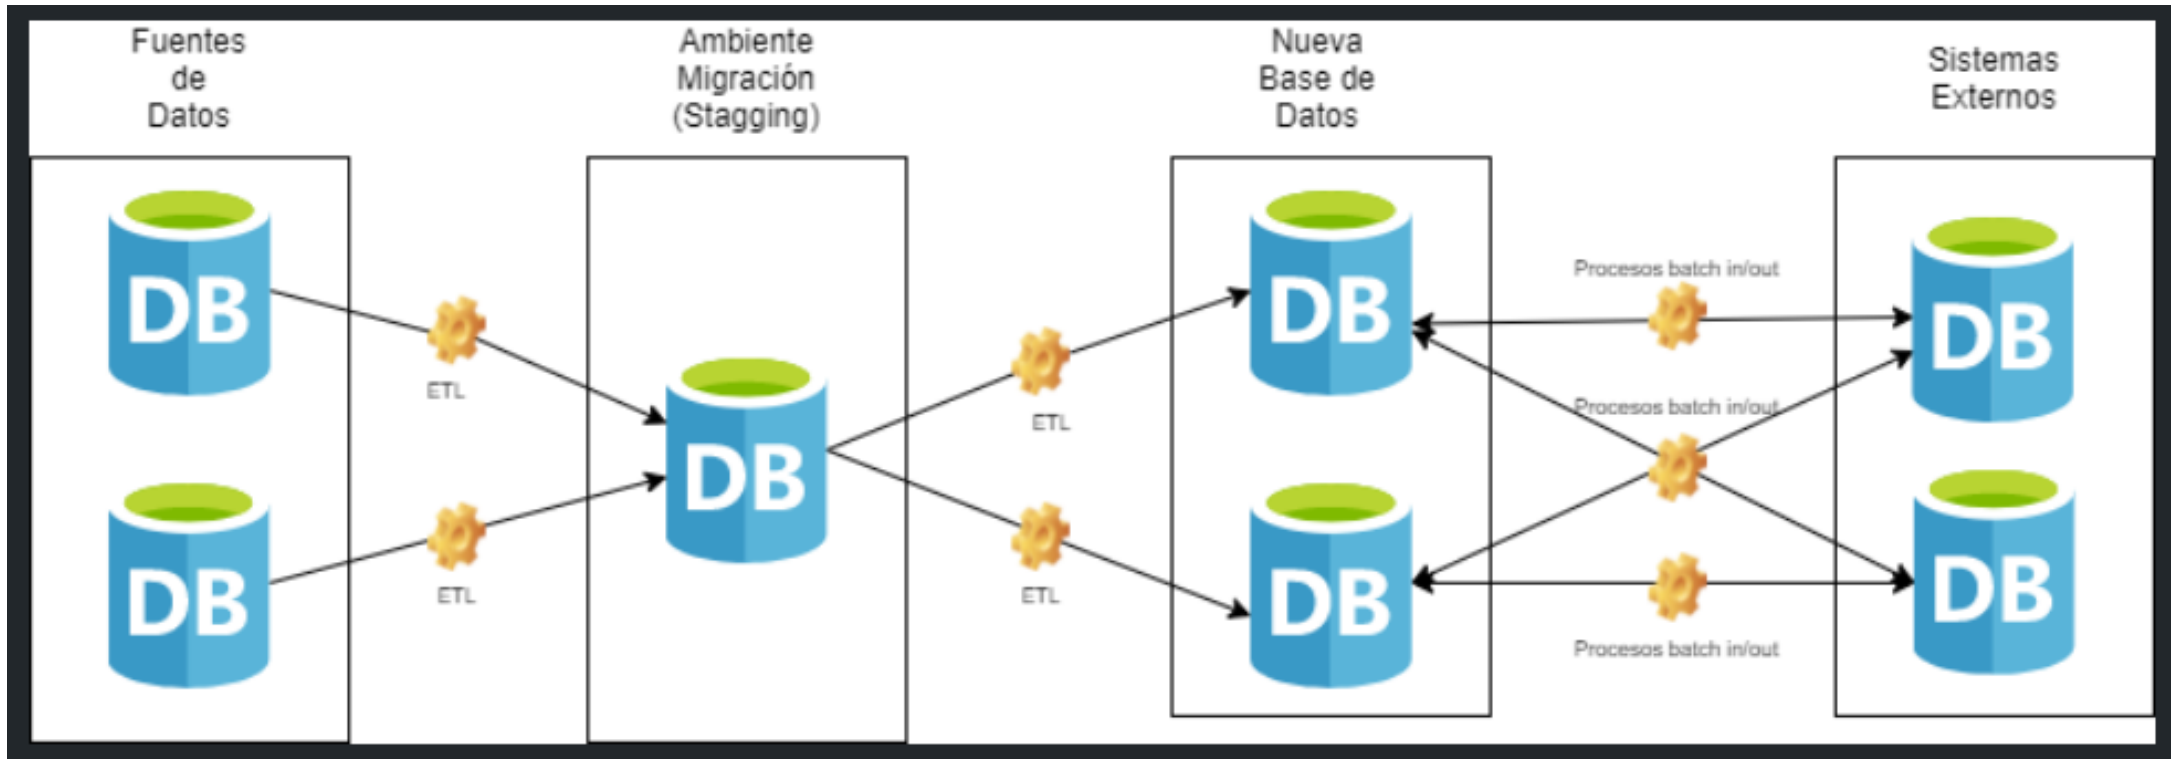 Fuentes
de
Datos
Ambiente
Migración
(Stagging)
Nueva
Base de
Datos
Sistemas
Externos
DB
DB
ETL
ETL
DB
ETL
ETL
DB
DB
Procesos batch in/out
Procesos batch in/out
Procesos batch in/out
DB
DB